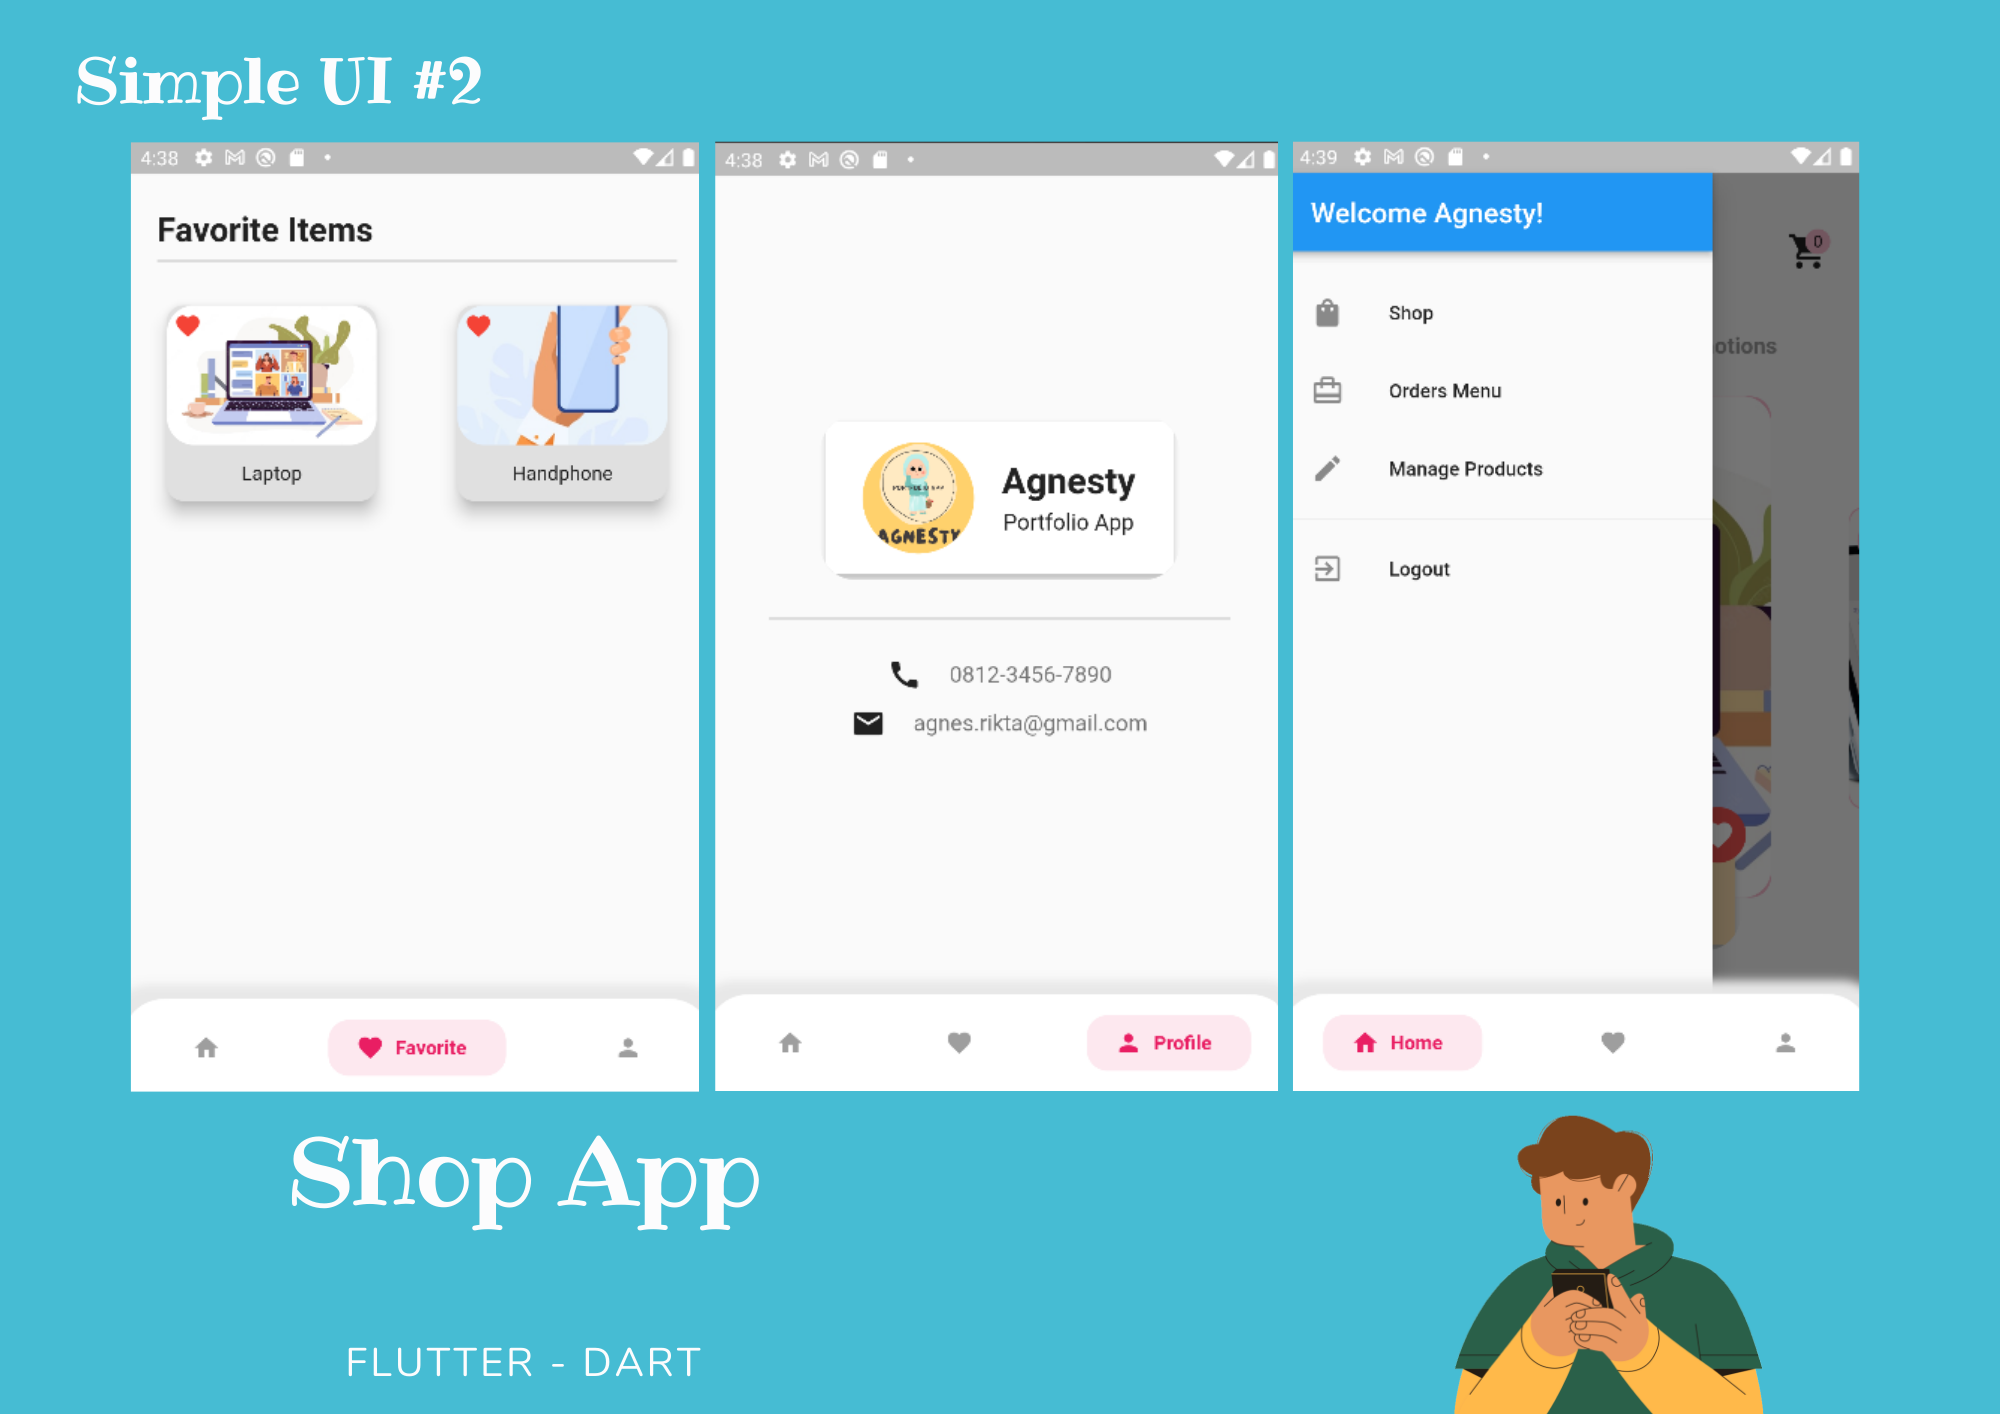 Simple UI #2
4:38
Favorite Items
Laptop
Handphone
Favorite
4:38
AGNESTY
Agnesty
Portfolio App
0812-3456-7890
agnes.rikta@gmail.com
Profile
4:39
Welcome Agnesty!
0
Shop
otions
Orders Menu
Manage Products
Logout
Home
Shop App
FLUTTER - DART